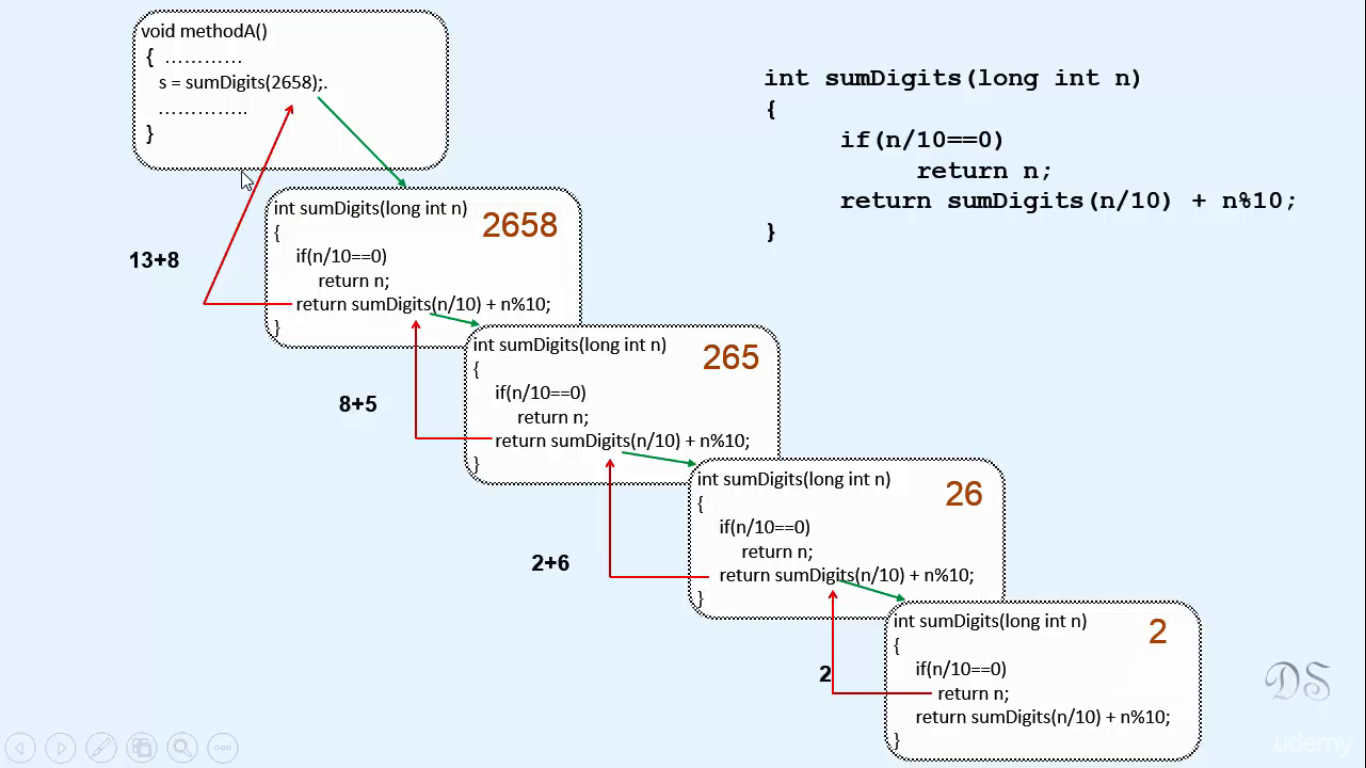 void methodA()
{ …………
s = sumDigits(2658);.
…………..
}
int sumDigits(long int n)
{
if(n/10==0)
return n;
return sumDigits(n/10) + n%10;
}
int sumDigits(long int n)
2658
{
if(n/10==0)
return n;
return sumDigits(n/10) + n%10;
}
13+8
int sumDigits(long int n)
265
{
if(n/10==0)
return n;
return sumDigits(n/10) + n%10;
}
8+5
int sumDigits(long int n)
26
{
if(n/10==0)
return n;
return sumDigits(n/10) + n%10;
}
2+6
int sumDigits(long int n)
2
{
if(n/10==0)
return n;
return sumDigits(n/10) + n%10;
}
2
DS
udemy